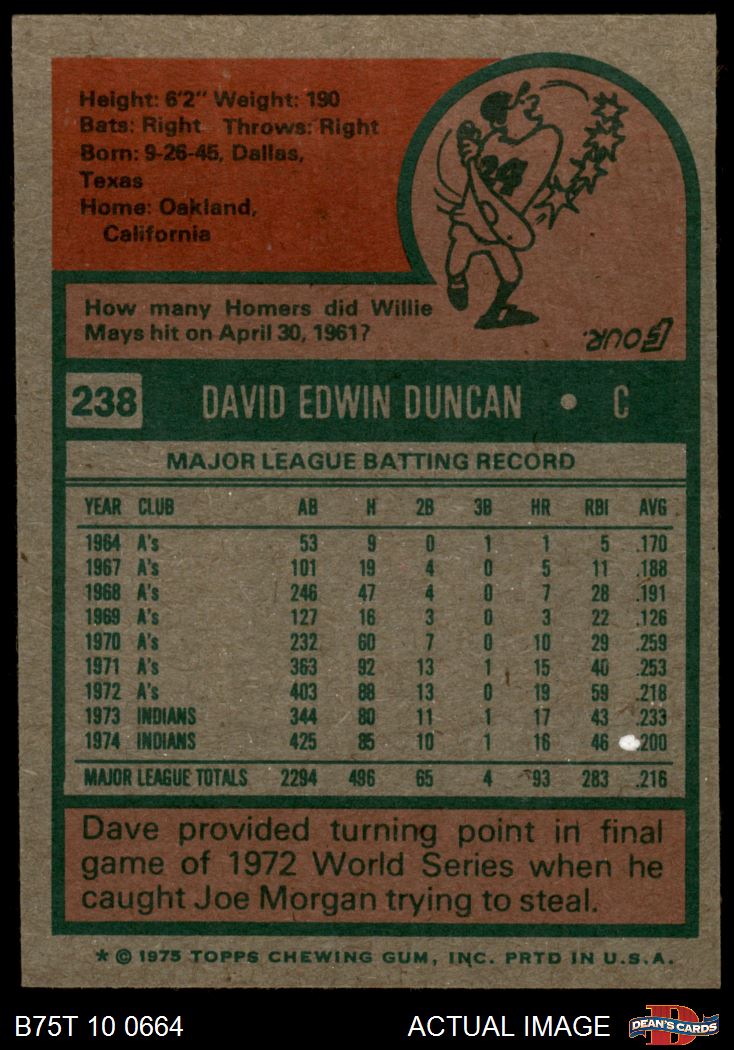 Height: 6'2" Weight: 190
Bats: Right Throws: Right
Born: 9-26-45, Dallas,
Texas
Home: Oakland,
California
24
How many Homers did Willie
Mays hit on April 30, 1961?
FOUR.
238 DAVID EDWIN DUNCAN • C
MAJOR LEAGUE BATTING RECORD
YEAR CLUB AB H 2B 3B HR RBI AVG
1964 A's 53 9 0 1 1 5 .170
1967 A's 101 19 4 0 5 11 .188
1968 A's 246 47 4 0 7 28 .191
1969 A's 127 16 3 0 3 22 .126
1970 A's 232 60 7 0 10 29 .259
1971 A's 363 92 13 1 15 40 .253
1972 A's 403 88 13 0 19 59 .218
1973 INDIANS 344 80 11 1 17 43 .233
1974 INDIANS 425 85 10 1 16 46 .200
MAJOR LEAGUE TOTALS 2294 496 65 4 93 283 .216
Dave provided turning point in final
game of 1972 World Series when he
caught Joe Morgan trying to steal.
* © 1975 TOPPS CHEWING GUM, INC. PRTD IN U.S.A.
B75T 10 0664 ACTUAL IMAGE D DEAN'S CARDS